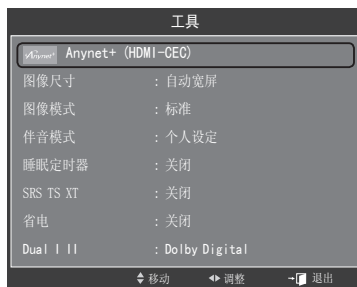 工具
Anynet+ Anynet+ (HDMI-CEC)
图像尺寸 : 自动宽屏
图像模式 : 标准
伴音模式 : 个人设定
睡眠定时器 : 关闭
SRS TS XT : 关闭
省电 : 关闭
Dual I II : Dolby Digital
移动 调整 退出